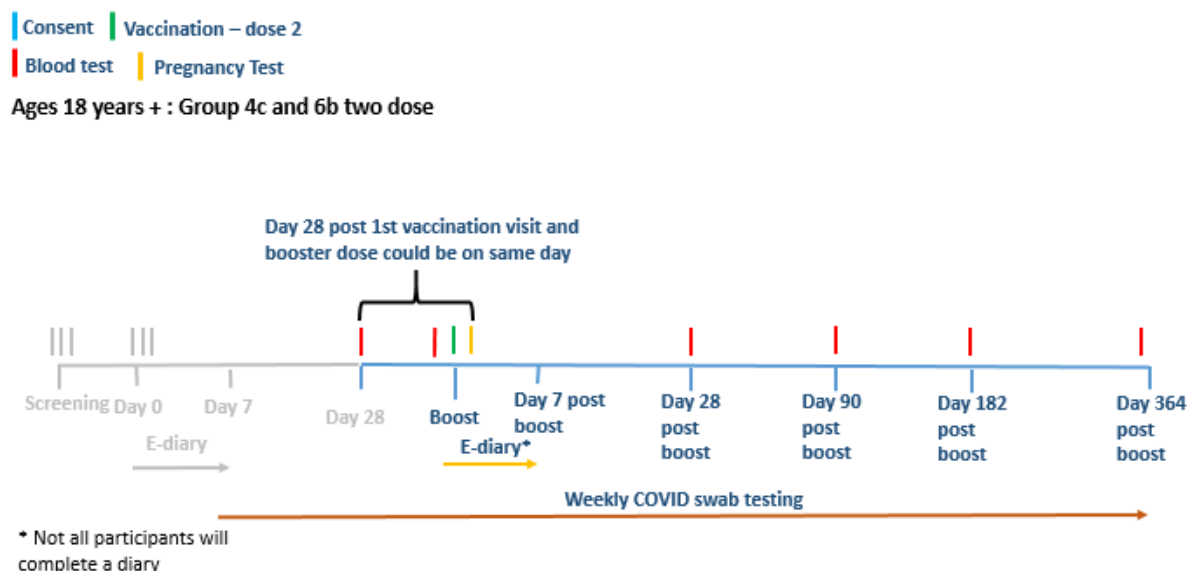 Consent Vaccination – dose 2
Blood test Pregnancy Test
Ages 18 years + : Group 4c and 6b two dose
Day 28 post 1st vaccination visit and
booster dose could be on same day
Screening Day 0 Day 7 Day 28 Boost Day 7 post
boost
Day 28
post
boost
Day 90
post
boost
Day 182
post
boost
Day 364
post
boost
E-diary
E-diary*
Weekly COVID swab testing
* Not all participants will
complete a diary